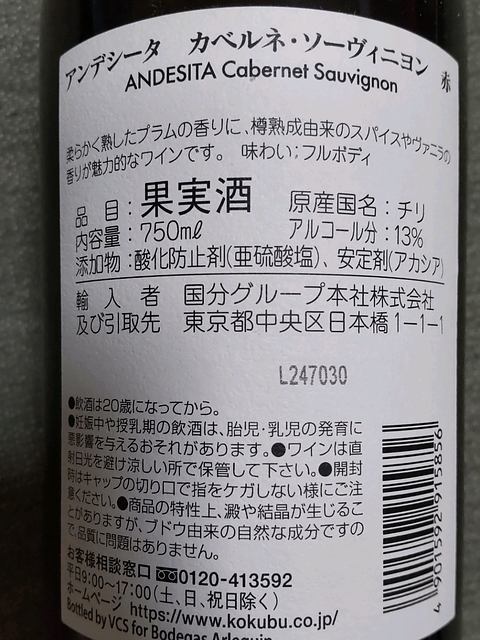 アンデシータ　カベルネ・ソーヴィニヨン　赤
ANDESITA Cabernet Sauvignon
柔らかく熟したプラムの香りに、樽熟成由来のスパイスやヴァニラの
香りが魅力的なワインです。　味わい；フルボディ
品　目：果実酒　原産国名：チリ
内容量：750mℓ　アルコール分：13%
添加物：酸化防止剤(亜硫酸塩)、安定剤(アカシア)
輸　入　者　国分グループ本社株式会社
及び引取先　東京都中央区日本橋1-1-1
L247030
●飲酒は20歳になってから。
●妊娠中や授乳期の飲酒は、胎児・乳児の発育に
悪影響を与えるおそれがあります。●ワインは直
射日光を避け涼しい所で保管して下さい。●開封
時はキャップの切り口で指をケガしない様にご注
意ください。●商品の特性上、澱や結晶が生じるこ
とがありますが、ブドウ由来の自然な成分ですの
で、品質に問題はありません。
お客様相談窓口 0120-413592
平日9:00~17:00(土、日、祝日除く)
ホームページ　https://www.kokubu.co.jp/
Bottled by VCS for Bodegas Arlequin
4 901592 915856